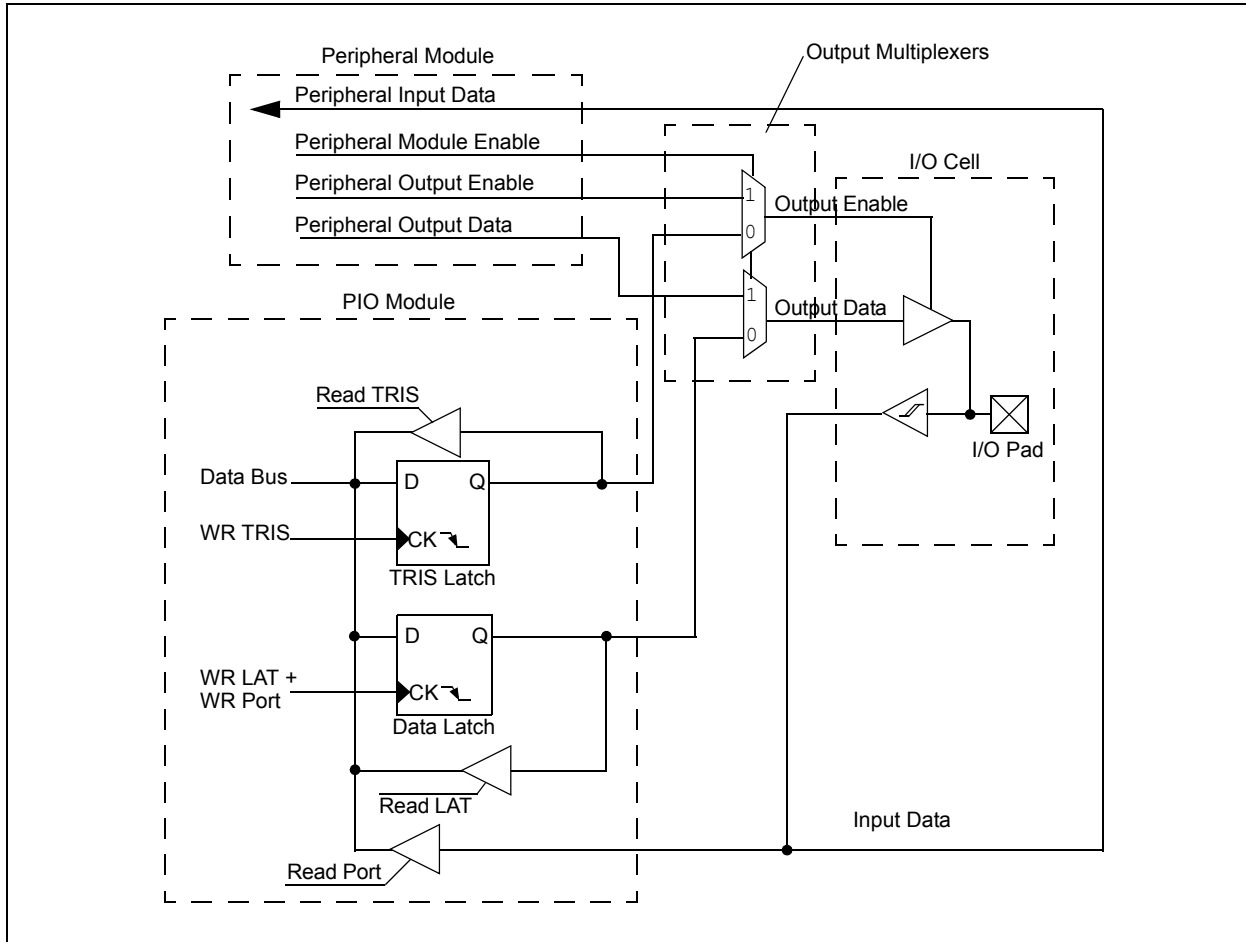 Peripheral Module
Output Multiplexers
Peripheral Input Data
Peripheral Module Enable
Peripheral Output Enable
Peripheral Output Data
I/O Cell
1
0
Output Enable
1
0
Output Data
PIO Module
Read TRIS
I/O Pad
Data Bus
D
Q
WR TRIS
CK
TRIS Latch
D
Q
WR LAT +
WR Port
CK
Data Latch
Read LAT
Input Data
Read Port